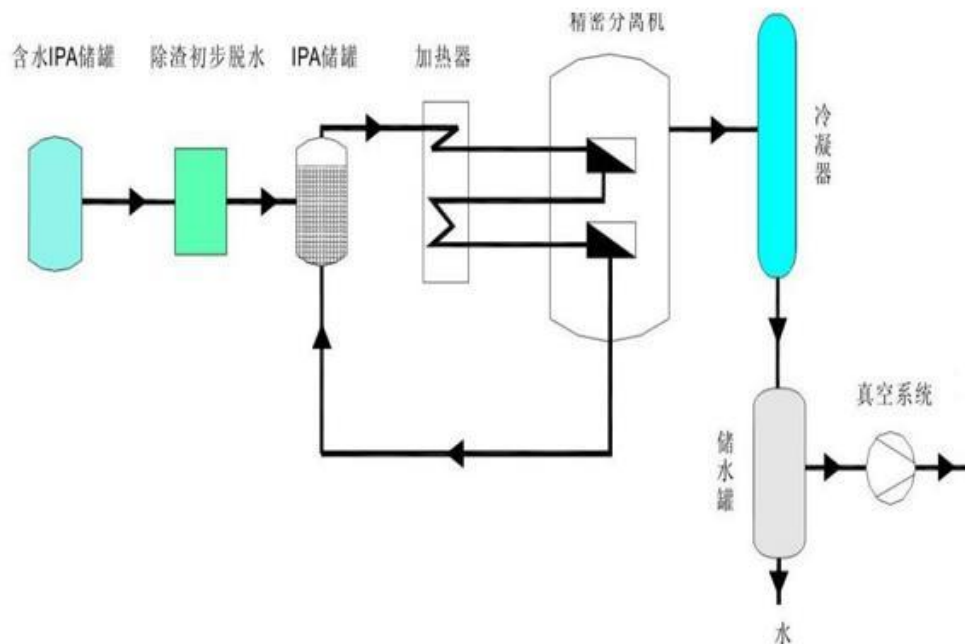 含水IPA储罐
除渣初步脱水
IPA储罐
加热器
精密分离机
冷凝器
储水罐
真空系统
水